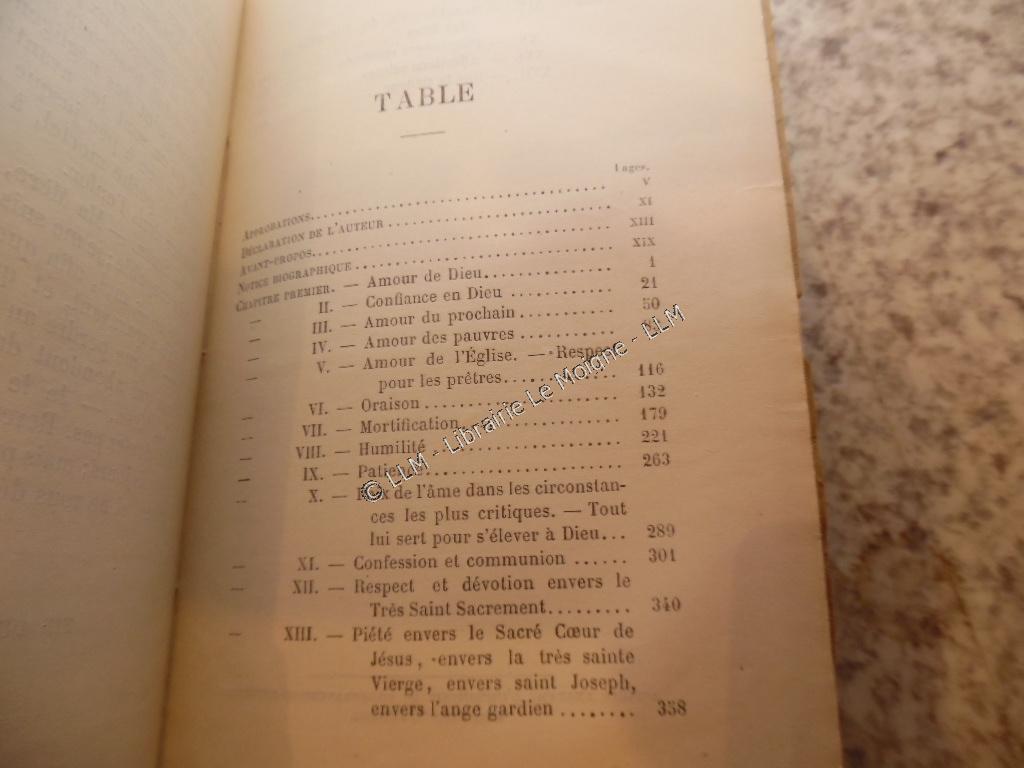 TABLE
Pages.
APPROBATIONS........ V
DÉCLARATION DE L'AUTEUR........ XI
AVANT-PROPOS........ XIII
NOTICE BIOGRAPHIQUE........ XIX
CHAPITRE PREMIER. — Amour de Dieu........ 1
— II. — Confiance en Dieu........ 21
— III. — Amour du prochain........ 50
— IV. — Amour des pauvres........
— V. — Amour de l'Église. — Respect
pour les prêtres........ 116
— VI. — Oraison........ 132
— VII. — Mortification........ 179
— VIII. — Humilité........ 221
— IX. — Patience........ 263
— X. — de l'âme dans les circonstan-
ces les plus critiques. — Tout
lui sert pour s'élever à Dieu... 289
— XI. — Confession et communion ...... 301
— XII. — Respect et dévotion envers le
Très Saint Sacrement......... 340
— XIII. — Piété envers le Sacré Cœur de
Jésus, envers la très sainte
Vierge, envers saint Joseph,
envers l'ange gardien ........ 358
© LLM - Librairie Le Moigne - LLM